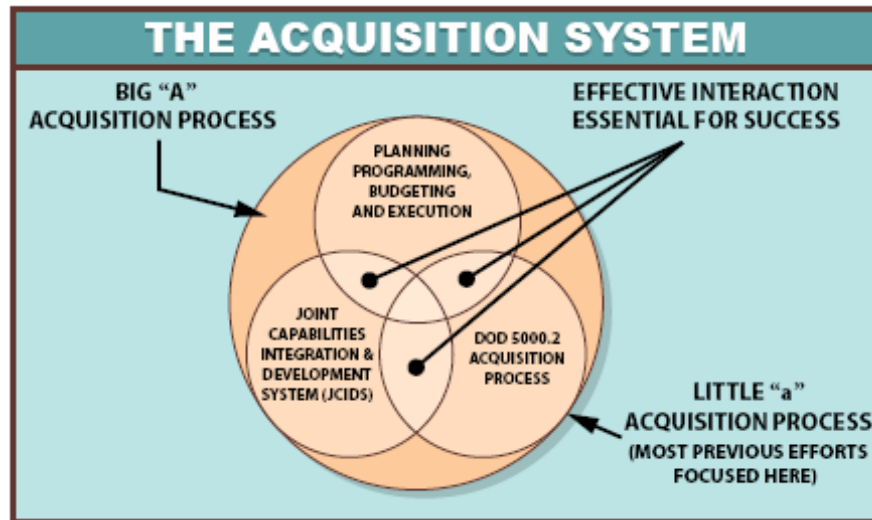 THE ACQUISITION SYSTEM
BIG “A”
ACQUISITION PROCESS
EFFECTIVE INTERACTION
ESSENTIAL FOR SUCCESS
PLANNING
PROGRAMMING,
BUDGETING
AND EXECUTION
JOINT
CAPABILITIES
INTEGRATION &
DEVELOPMENT
SYSTEM (JCIDS)
DOD 5000.2
ACQUISITION
PROCESS
LITTLE “a”
ACQUISITION PROCESS
(MOST PREVIOUS EFFORTS
FOCUSED HERE)